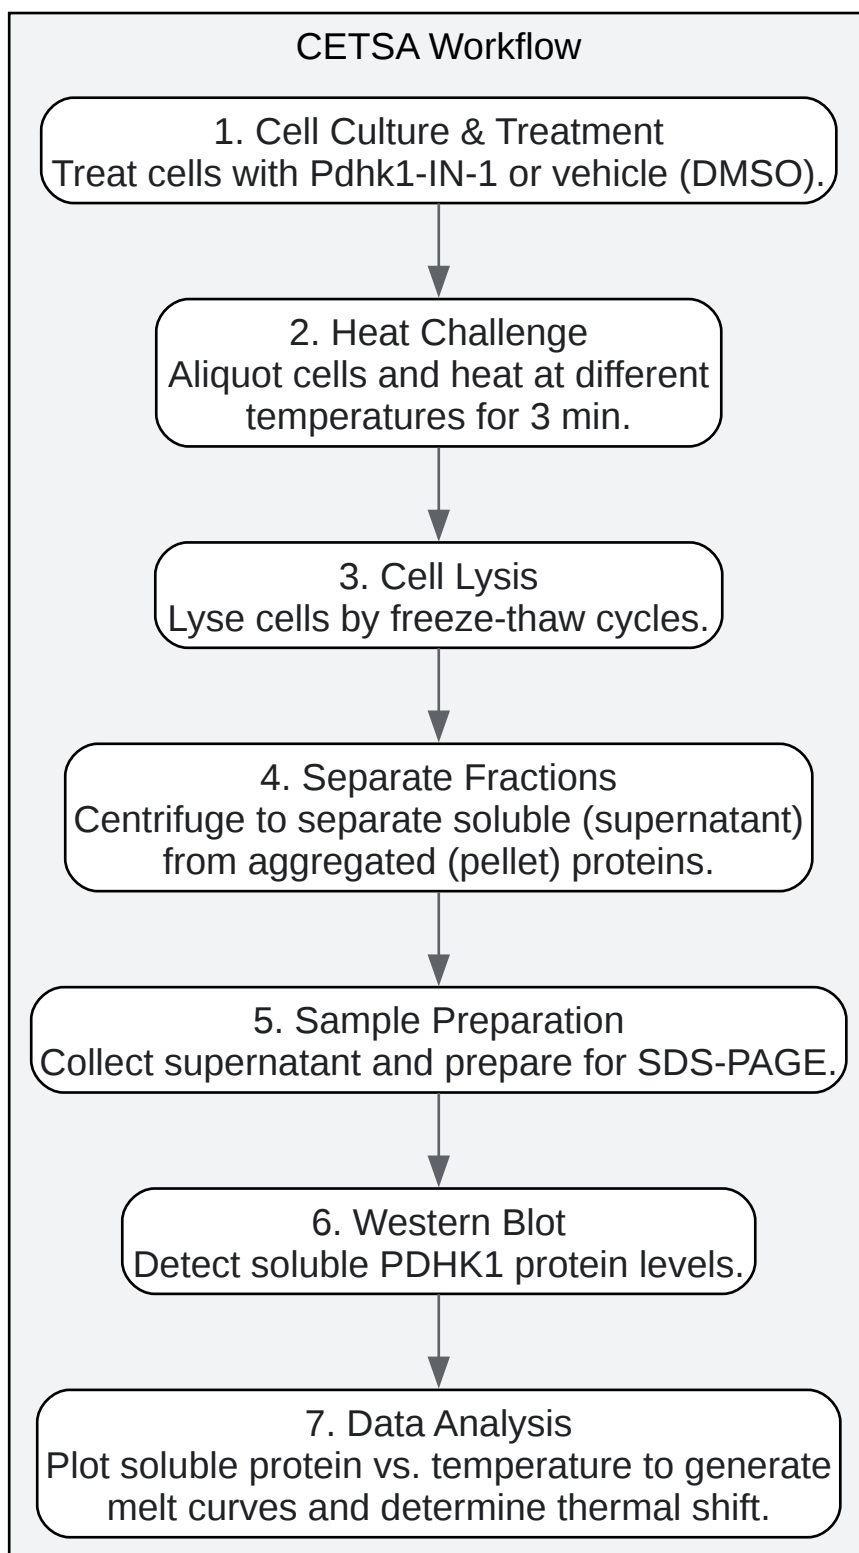 CETSA Workflow
1. Cell Culture & Treatment
Treat cells with Pdhk1-IN-1 or vehicle (DMSO).
2. Heat Challenge
Aliquot cells and heat at different
temperatures for 3 min.
3. Cell Lysis
Lyse cells by freeze-thaw cycles.
4. Separate Fractions
Centrifuge to separate soluble (supernatant)
from aggregated (pellet) proteins.
5. Sample Preparation
Collect supernatant and prepare for SDS-PAGE.
6. Western Blot
Detect soluble PDHK1 protein levels.
7. Data Analysis
Plot soluble protein vs. temperature to generate
melt curves and determine thermal shift.